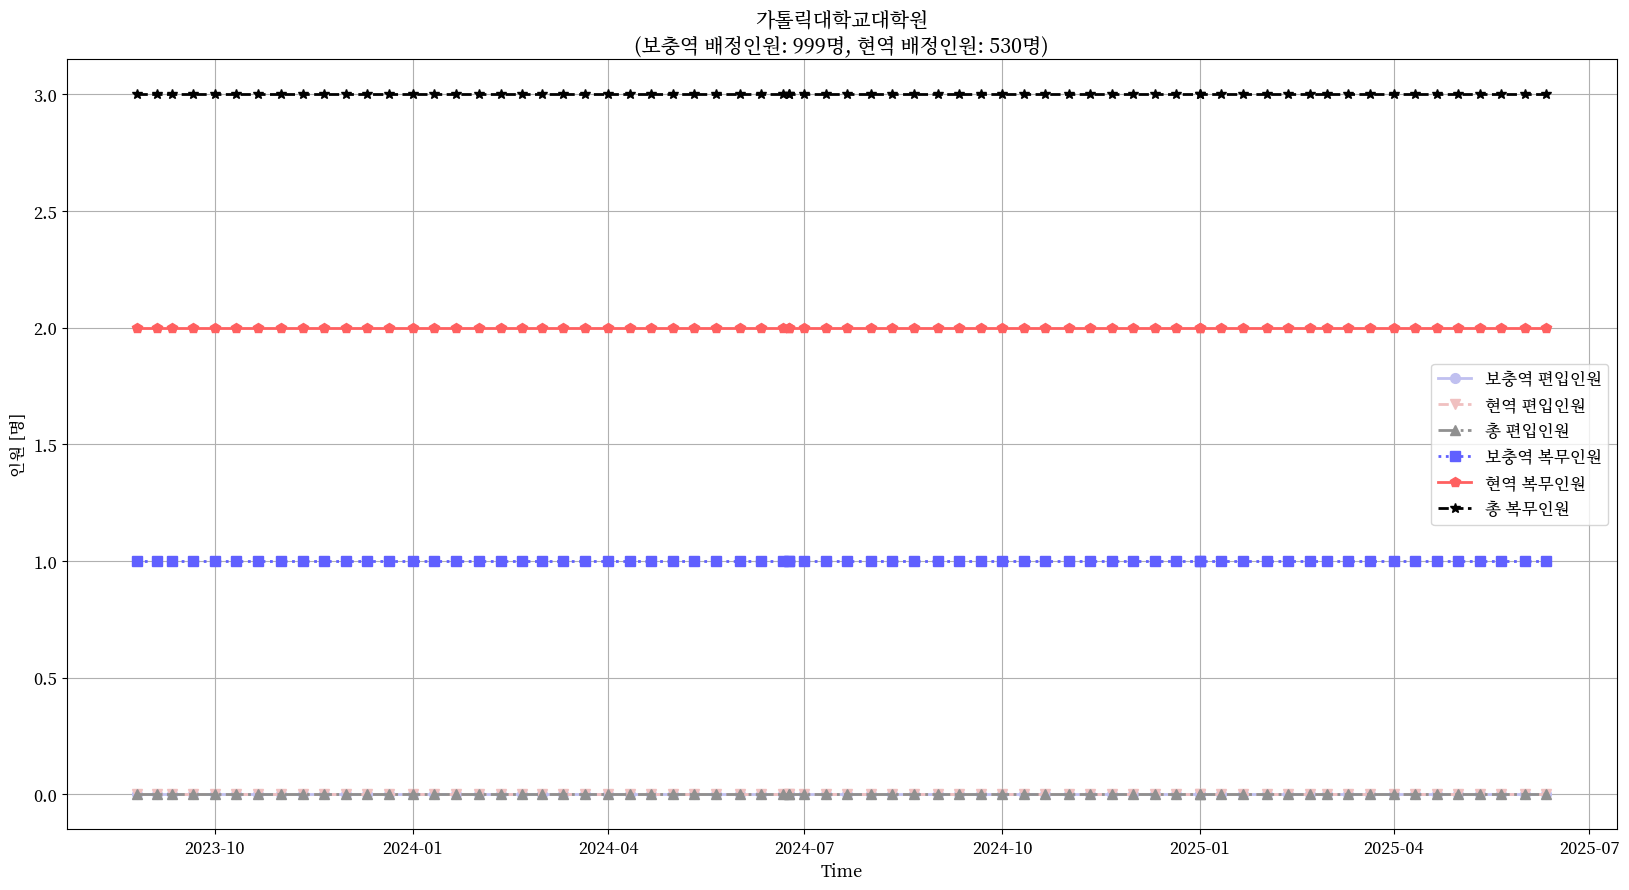 가톨릭대학교대학원
(보충역 배정인원: 999명, 현역 배정인원: 530명)
인원 [명]
3.0
2.5
2.0
1.5
1.0
0.5
0.0
보충역 편입인원
현역 편입인원
총 편입인원
보충역 복무인원
현역 복무인원
총 복무인원
2023-10
2024-01
2024-04
2024-07
2024-10
2025-01
2025-04
2025-07
Time